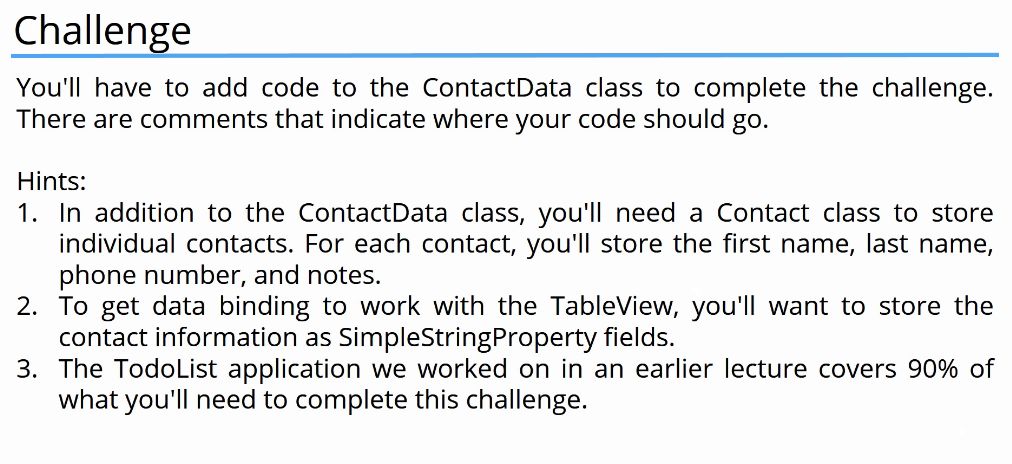 Challenge
You'll have to add code to the ContactData class to complete the challenge.
There are comments that indicate where your code should go.
Hints:
1. In addition to the ContactData class, you'll need a Contact class to store
individual contacts. For each contact, you'll store the first name, last name,
phone number, and notes.
2. To get data binding to work with the TableView, you'll want to store the
contact information as SimpleStringProperty fields.
3. The TodoList application we worked on in an earlier lecture covers 90% of
what you'll need to complete this challenge.